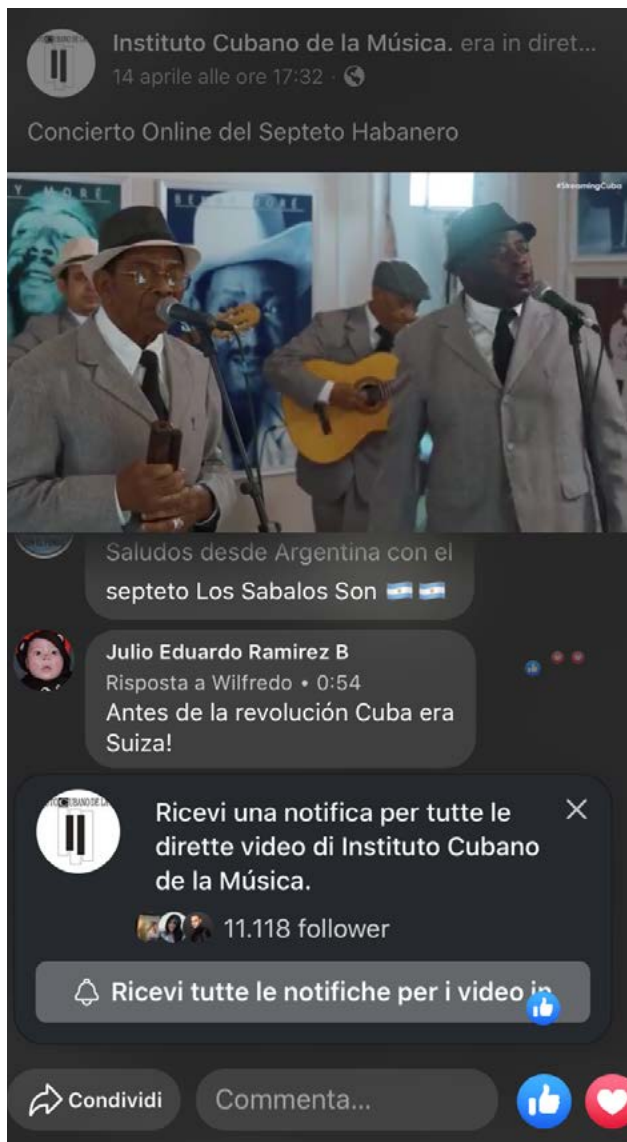 Instituto Cubano de la Música. era in diret...
14 aprile alle ore 17:32
Concierto Online del Septeto Habanero
#StreamingCuba
Y MORÉ
Saludos desde Argentina con el
septeto Los Sabalos Son 🇦🇷 🇦🇷
Julio Eduardo Ramirez B
Risposta a Wilfredo • 0:54
Antes de la revolución Cuba era
Suiza!
Ricevi una notifica per tutte le
dirette video di Instituto Cubano
de la Música.
11.118 follower
Ricevi tutte le notifiche per i video in
Condividi
Commenta...